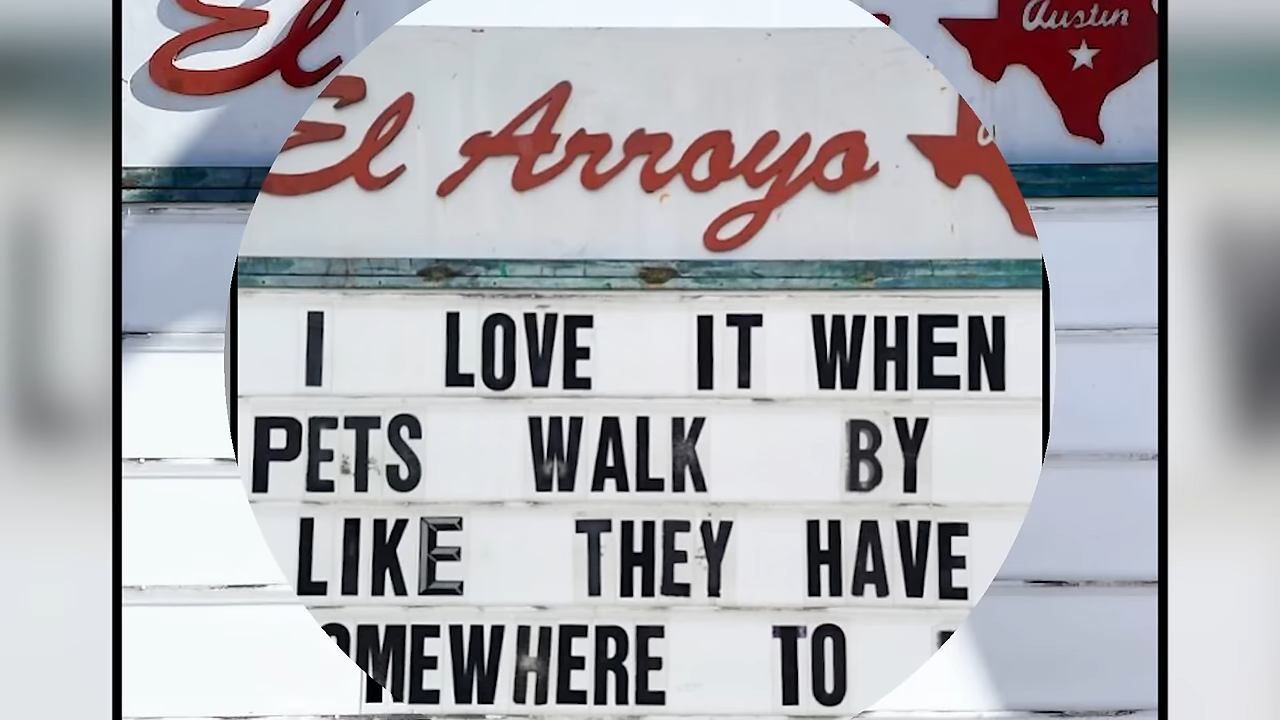 El
Austin
El Arroyo
I LOVE IT WHEN
PETS WALK BY
LIKE THEY HAVE
OMEWHERE TO